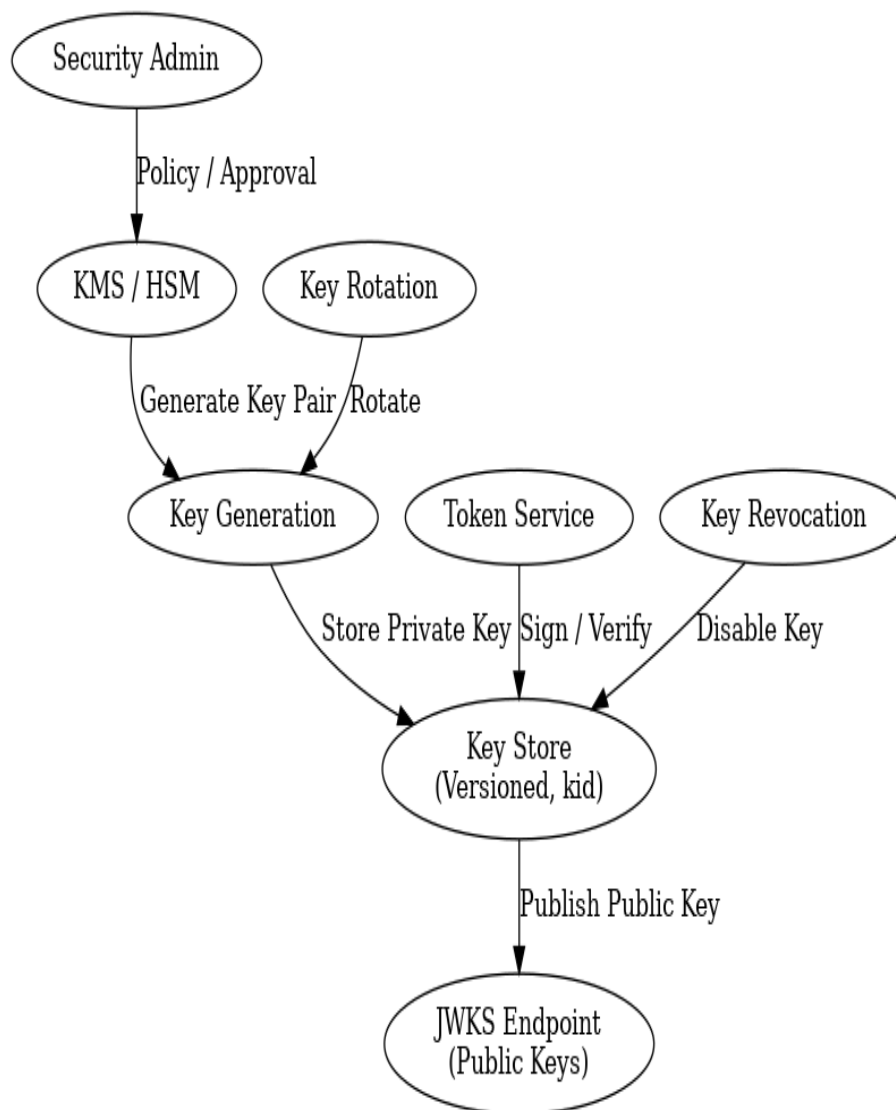 Security Admin
Policy / Approval
KMS / HSM
Key Rotation
Generate Key Pair
Rotate
Key Generation
Token Service
Key Revocation
Store Private Key
Sign / Verify
Disable Key
Key Store
(Versioned, kid)
Publish Public Key
JWKS Endpoint
(Public Keys)